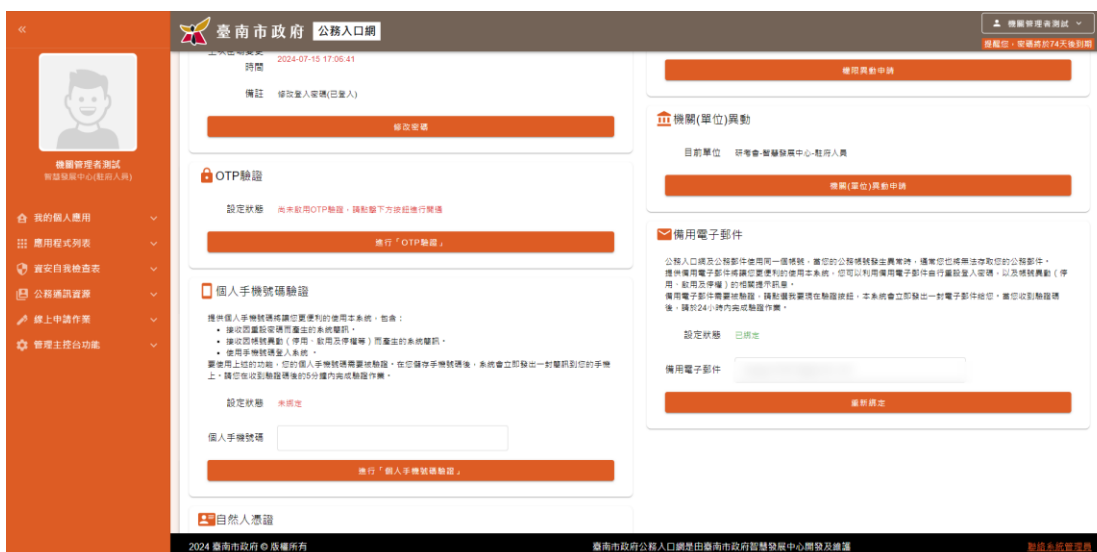 臺南市政府 公務入口網
機關管理者測試
提醒您，密碼將於74天後到期
機關管理者測試
智慧發展中心(駐府人員)
我的個人應用
應用程式列表
資安自我檢查表
公務通訊資源
線上申請作業
管理主控台功能
時間 2024-07-15 17:06:41
備註 修改登入密碼(已登入)
修改密碼
OTP驗證
設定狀態 尚未啟用OTP驗證，請點擊下方按鈕進行開通
進行「OTP驗證」
個人手機號碼驗證
提供個人手機號碼將讓您更便利的使用本系統，包含：
• 接收因重設密碼而產生的系統簡訊。
• 接收因帳號異動（停用、啟用及停權等）而產生的系統簡訊。
• 使用手機號碼登入系統 。
要使用上述的功能，您的個人手機號碼需要被驗證。在您儲存手機號碼後，系統會立即發出一封簡訊到您的手機
上。請您在收到驗證碼後的5分鐘內完成驗證作業。
設定狀態 未綁定
個人手機號碼
進行「個人手機號碼驗證」
自然人憑證
權限異動申請
機關(單位)異動
目前單位 研考會-智慧發展中心-駐府人員
機關(單位)異動申請
備用電子郵件
公務入口網及公務郵件使用同一個帳號，當您的公務帳號發生異常時，通常您也將無法存取您的公務郵件。
提供備用電子郵件將讓您更便利的使用本系統，您可以利用備用電子郵件自行重設登入密碼，以及帳號異動（停
用、啟用及停權）的相關提示訊息。
備用電子郵件需要被驗證，請點選我要現在驗證按鈕，本系統會立即發出一封電子郵件給您。當您收到驗證碼
後，請於24小時內完成驗證作業。
設定狀態 已綁定
備用電子郵件
重新綁定
2024 臺南市政府 © 版權所有
臺南市政府公務入口網是由臺南市政府智慧發展中心開發及維護
聯絡系統管理員